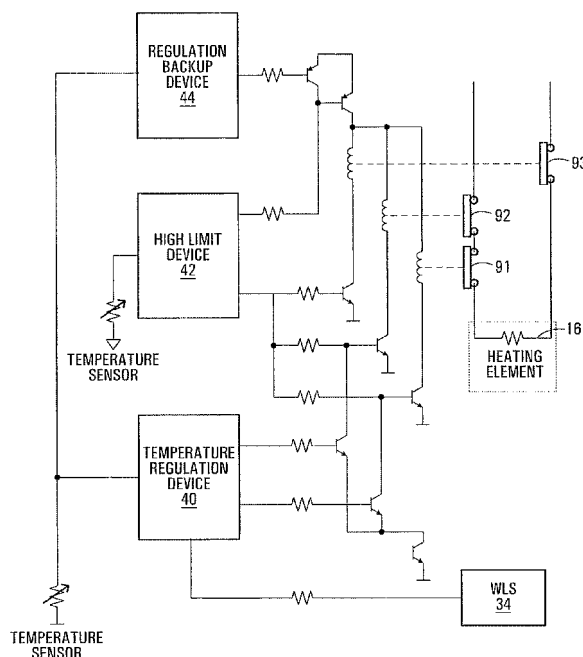 REGULATION
BACKUP
DEVICE
44
93
92
HIGH LIMIT
DEVICE
42
91
16
HEATING
ELEMENT
TEMPERATURE
SENSOR
TEMPERATURE
REGULATION
DEVICE
40
WLS
34
TEMPERATURE
SENSOR